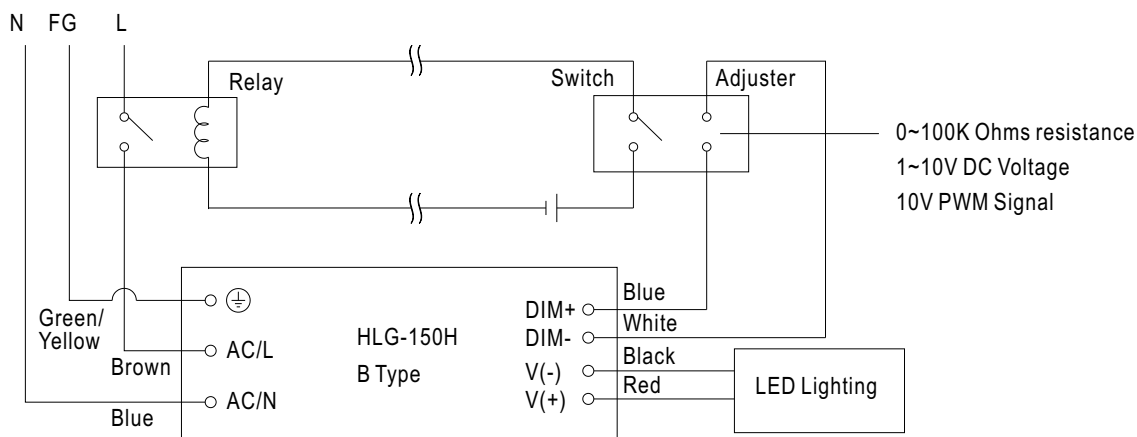 N FG L
Relay
Switch
Adjuster
0~100K Ohms resistance
1~10V DC Voltage
10V PWM Signal
Green/
Yellow
Brown
Blue
AC/L
AC/N
HLG-150H
B Type
DIM+
DIM-
V(-)
V(+)
Blue
White
Black
Red
LED Lighting